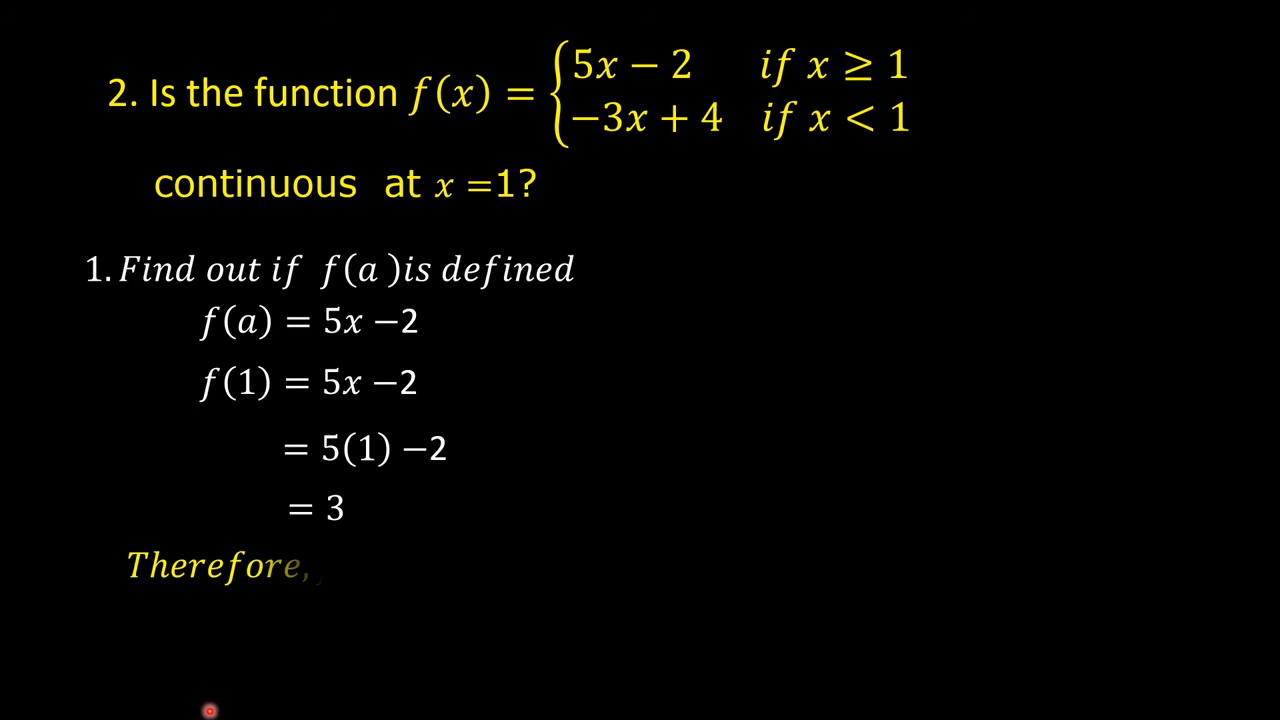 2. Is the function f(x) = { 5x − 2 if x ≥ 1
−3x + 4 if x < 1
continuous at x =1?
1. Find out if f(a )is defined
f(a) = 5x −2
f(1) = 5x −2
= 5(1) −2
= 3
Therefore,